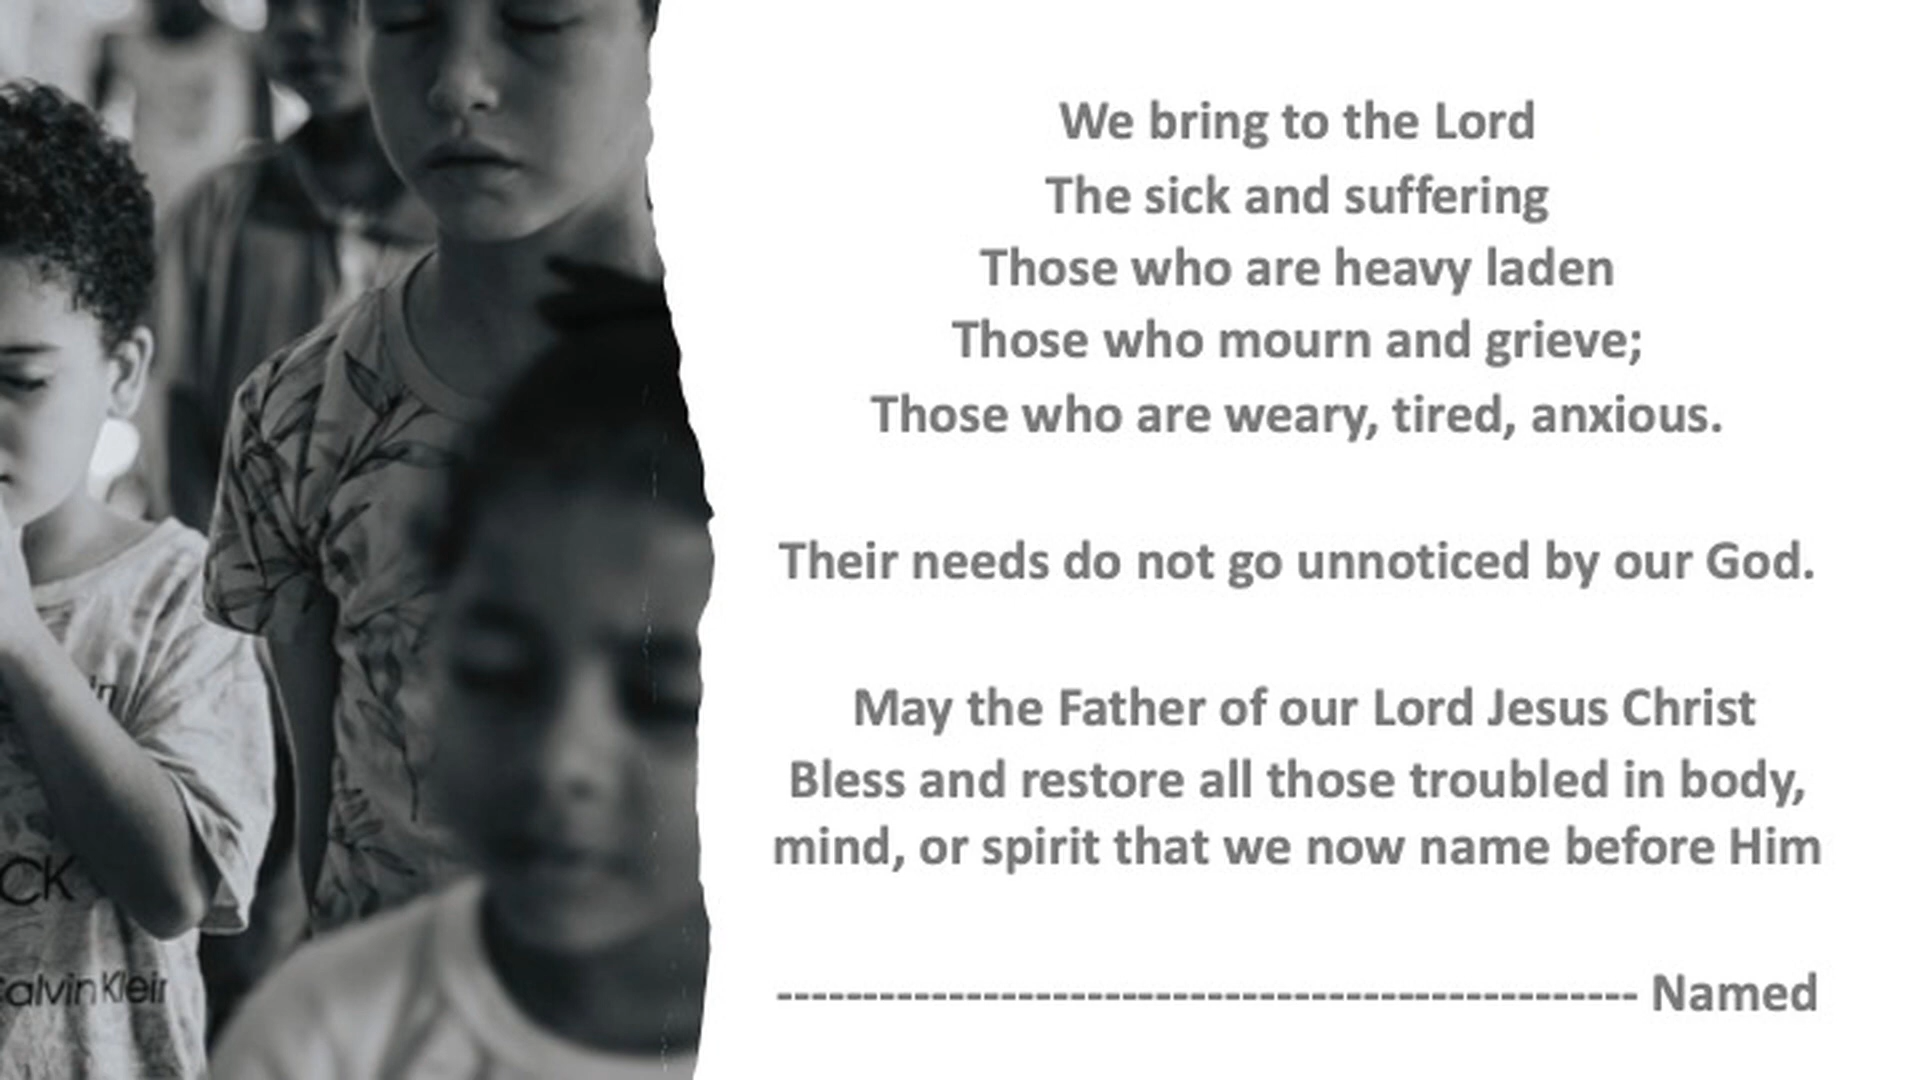 We bring to the Lord
The sick and suffering
Those who are heavy laden
Those who mourn and grieve;
Those who are weary, tired, anxious.
Their needs do not go unnoticed by our God.
May the Father of our Lord Jesus Christ
Bless and restore all those troubled in body,
mind, or spirit that we now name before Him
-------------------------------------------------- Named
in
CK
Calvin Klein